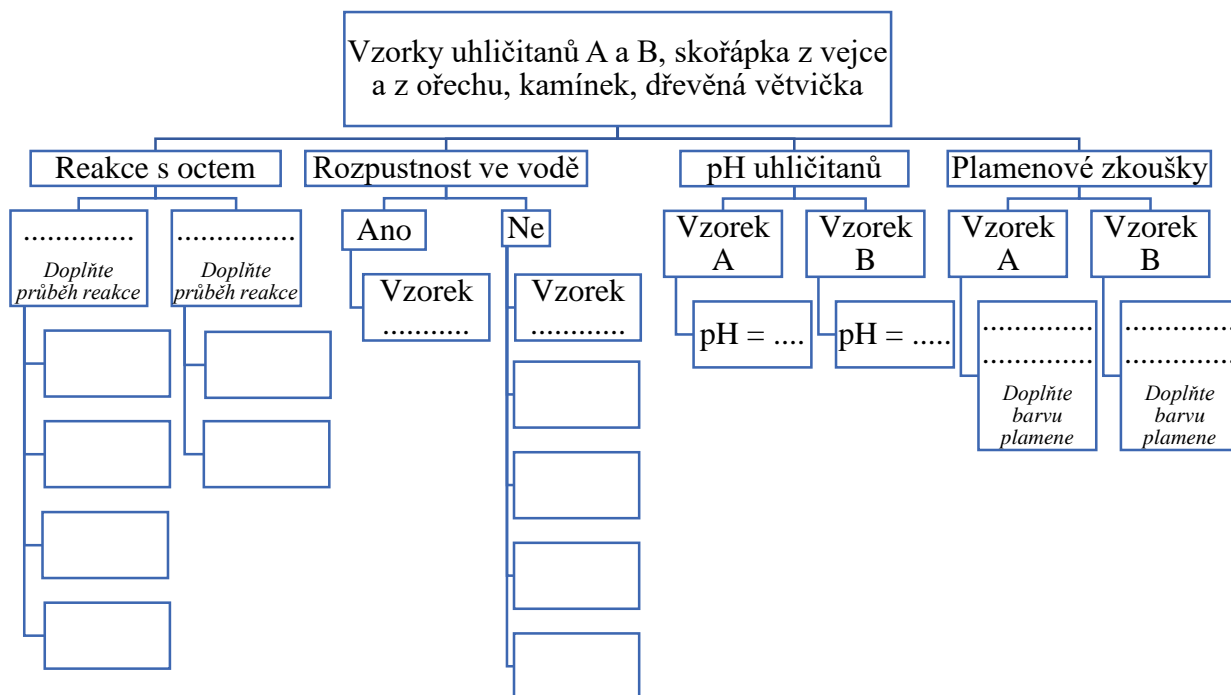 Vzorky uhličitanů A a B, skořápka z vejce
a z ořechu, kamínek, dřevěná větvička
Reakce s octem
..............
Doplňte
průběh reakce
..............
Doplňte
průběh reakce
Rozpustnost ve vodě
Ano
Vzorek
...........
Ne
Vzorek
...........
pH uhličitanů
Vzorek
A
pH = ....
Vzorek
B
pH = .....
Plamenové zkoušky
Vzorek
A
..............
..............
Doplňte
barvu
plamene
Vzorek
B
.............
.............
Doplňte
barvu
plamene